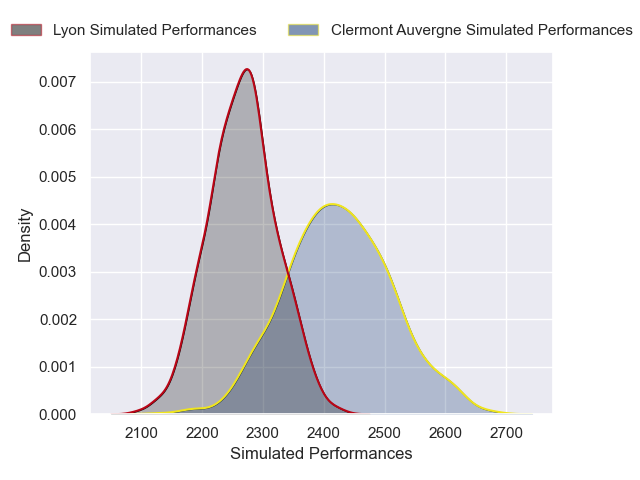 Lyon Simulated Performances
Clermont Auvergne Simulated Performances
0.007
0.006
0.005
0.004
0.003
0.002
0.001
0.000
Density
2100 2200 2300 2400 2500 2600 2700
Simulated Performances